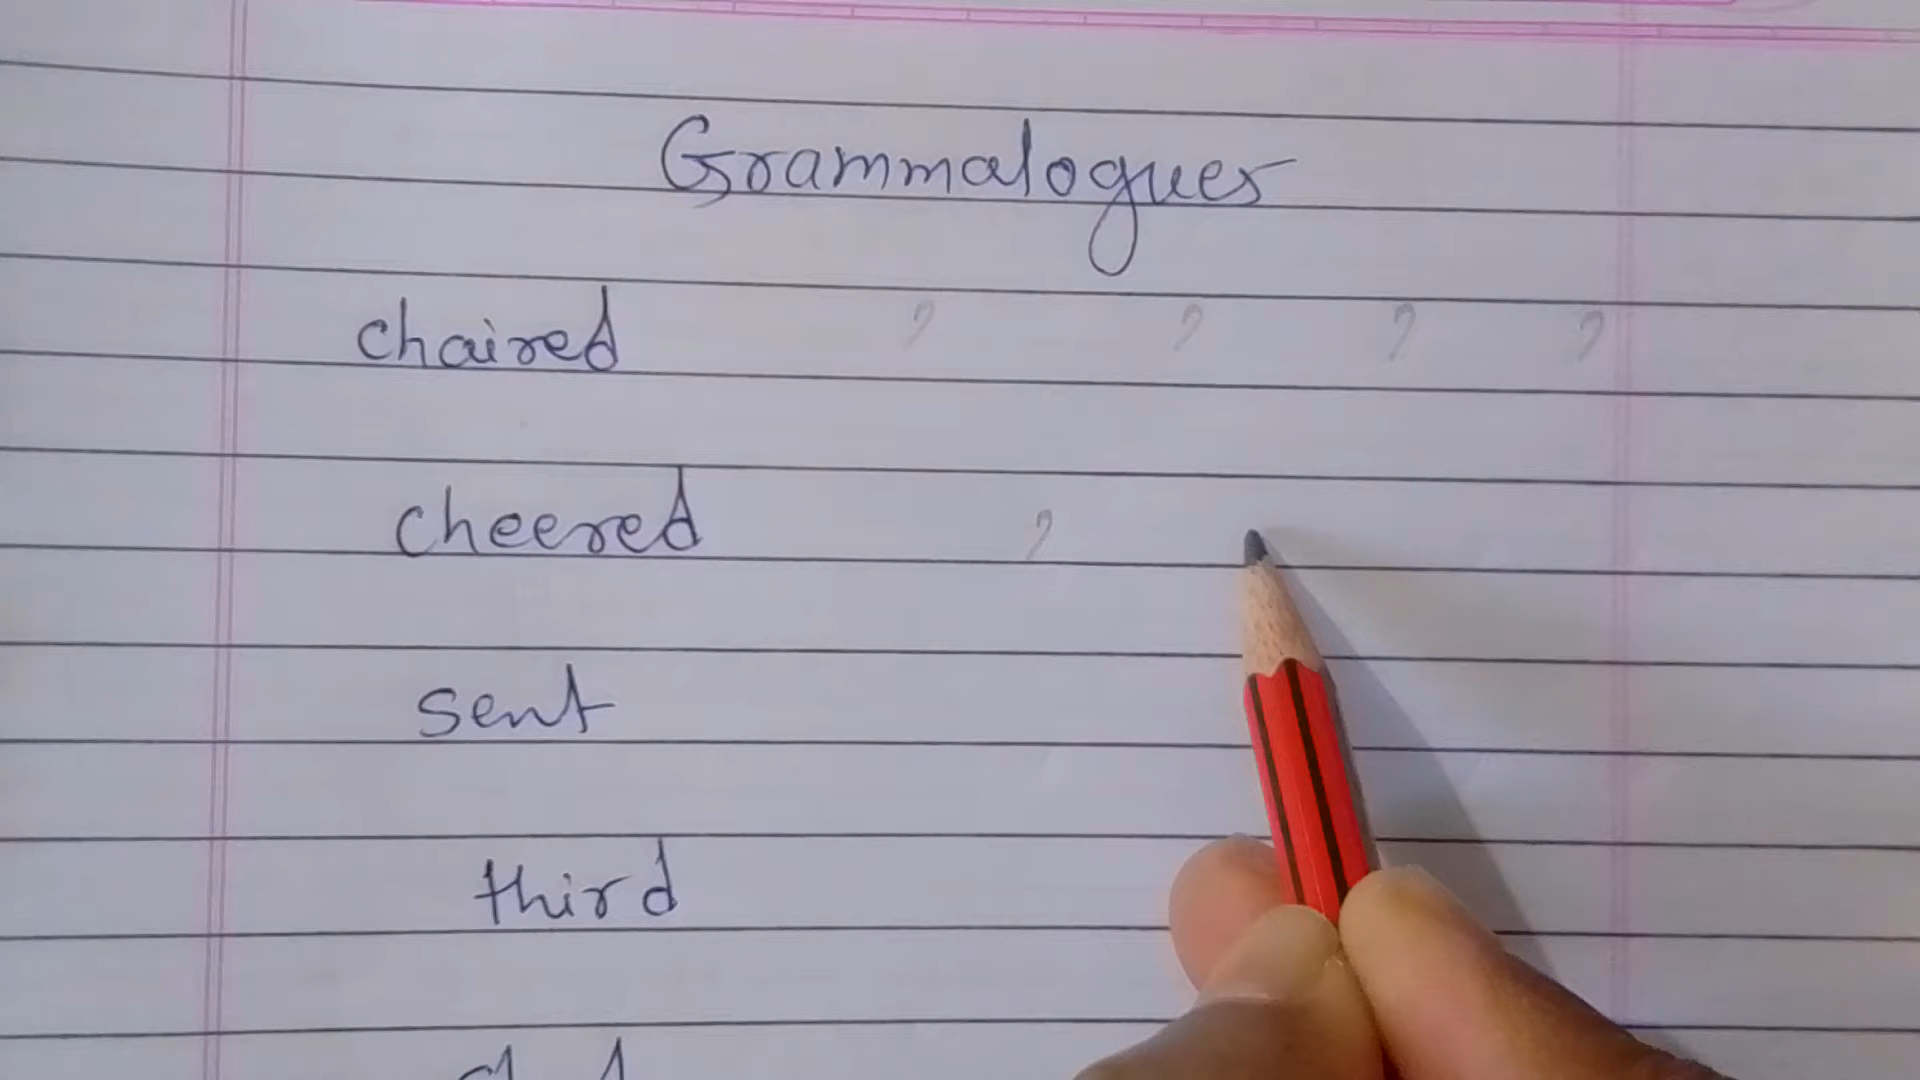 Grammalogues
chaired
cheered
sent
third